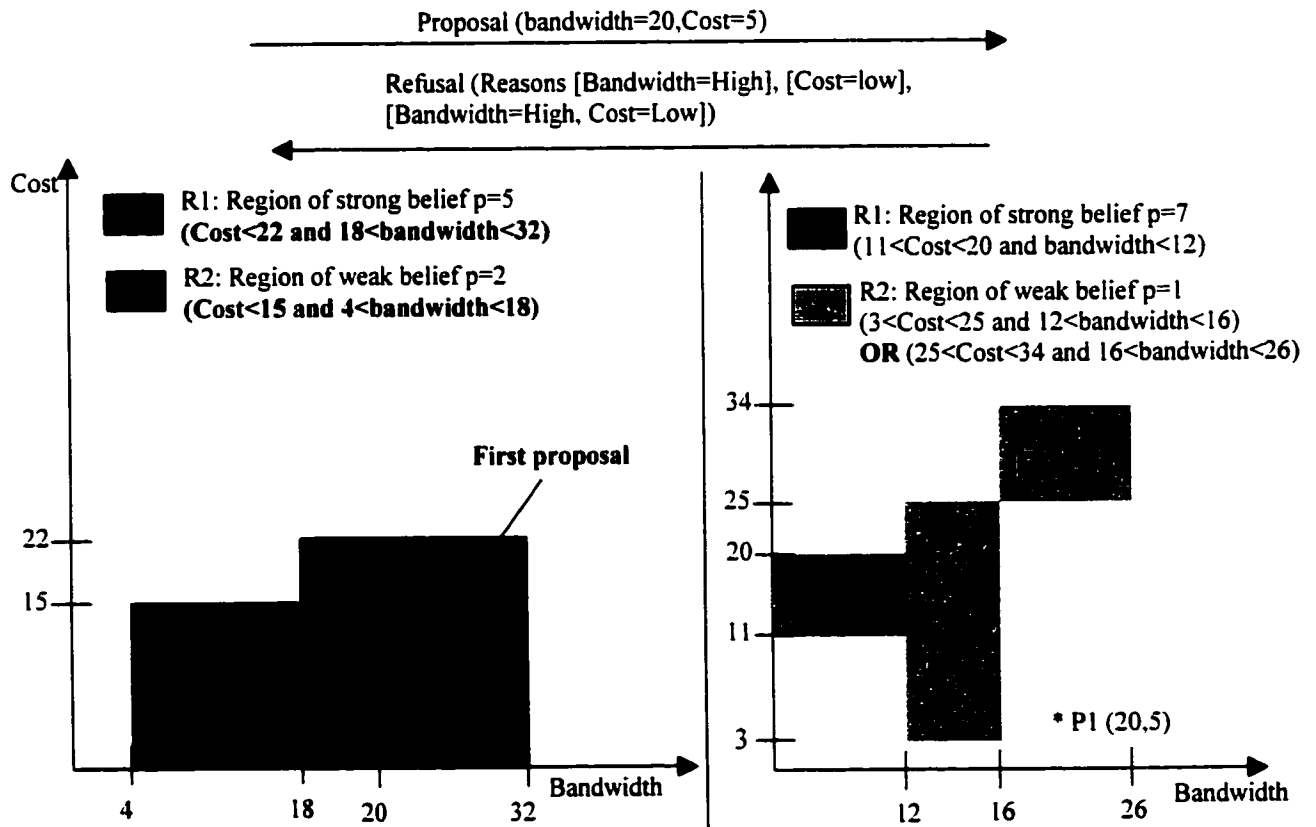 Proposal (bandwidth=20,Cost=5)
Refusal (Reasons [Bandwidth=High], [Cost=low],
[Bandwidth=High, Cost=Low])
Cost
R1: Region of strong belief p=5
(Cost<22 and 18<bandwidth<32)
R2: Region of weak belief p=2
(Cost<15 and 4<bandwidth<18)
First proposal
22
15
4
18
20
32
Bandwidth
R1: Region of strong belief p=7
(11<Cost<20 and bandwidth<12)
R2: Region of weak belief p=1
(3<Cost<25 and 12<bandwidth<16)
OR (25<Cost<34 and 16<bandwidth<26)
34
25
20
11
3
* P1 (20,5)
12
16
26
Bandwidth